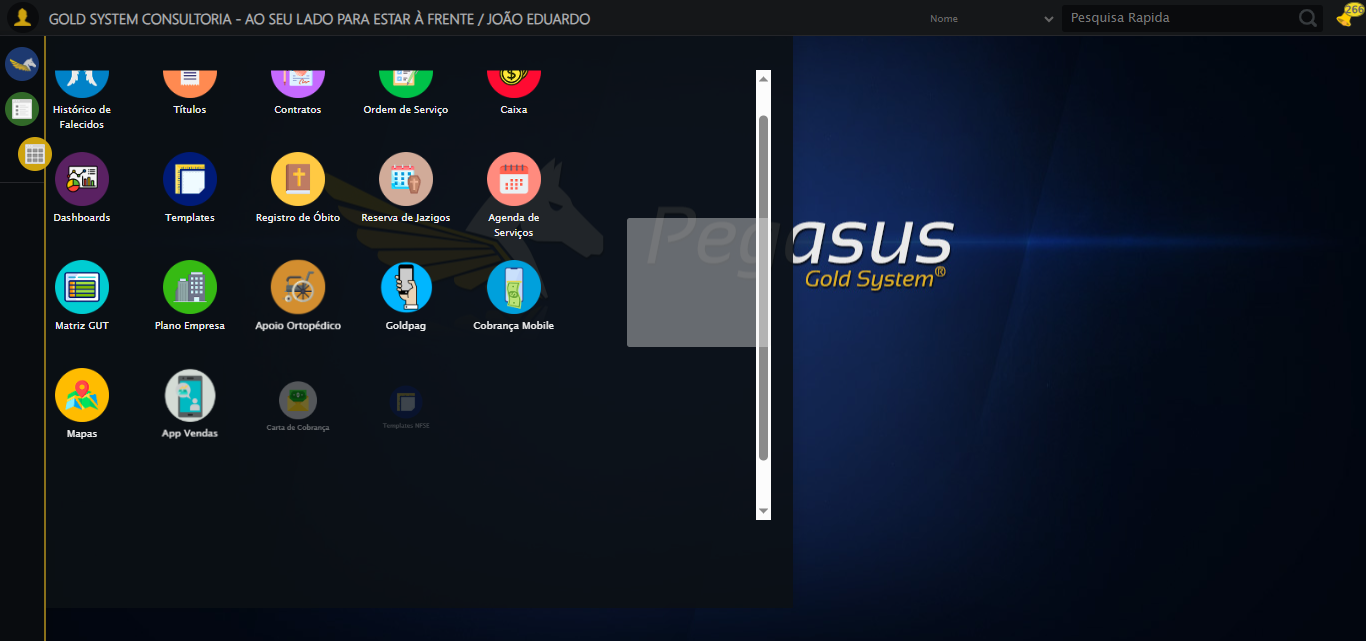 GOLD SYSTEM CONSULTORIA - AO SEU LADO PARA ESTAR À FRENTE / JOÃO EDUARDO
Nome
Pesquisa Rapida
266
Histórico de
Falecidos
Títulos
Contratos
Ordem de Serviço
Caixa
Dashboards
Templates
Registro de Óbito
Reserva de Jazigos
Agenda de
Serviços
Pegasus
Gold System®
Matriz GUT
Plano Empresa
Apoio Ortopédico
Goldpag
Cobrança Mobile
Mapas
App Vendas
Carta de Cobrança
Templates NFSE